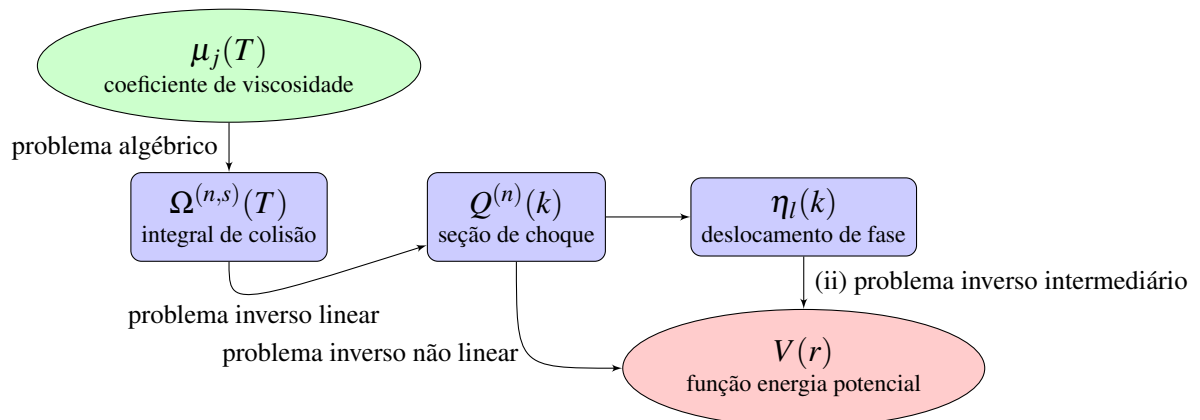 μ_j(T)
coeficiente de viscosidade
problema algébrico
Ω^(n,s)(T)
integral de colisão
Q^(n)(k)
seção de choque
η_l(k)
deslocamento de fase
problema inverso linear
(ii) problema inverso intermediário
problema inverso não linear
V(r)
função energia potencial